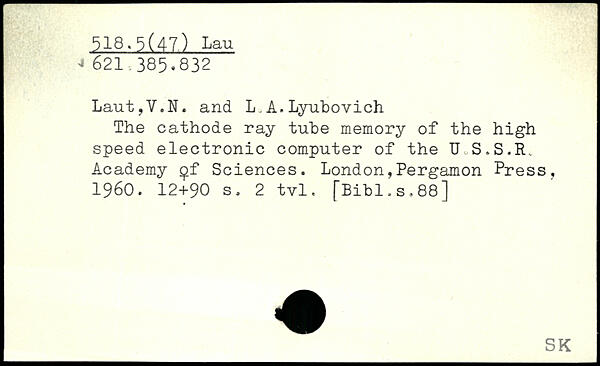 518.5(47) Lau
621.385.832
Laut,V.N. and L.A.Lyubovich
The cathode ray tube memory of the high
speed electronic computer of the U.S.S.R.
Academy of Sciences. London,Pergamon Press,
1960. 12+90 s. 2 tvl. [Bibl.s.88]
SK